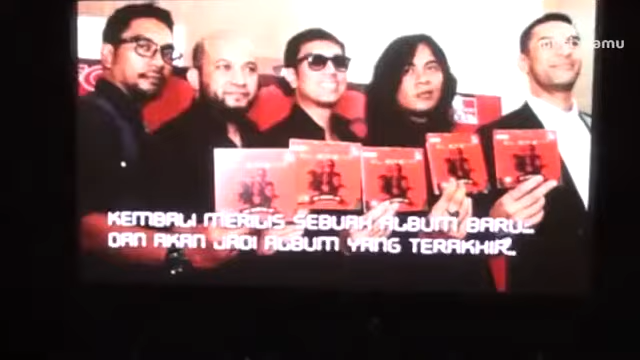 KEMBALI MERILIS SEBUAH ALBUM BARU...
DAN AKAN JADI ALBUM YANG TERAKHIR..